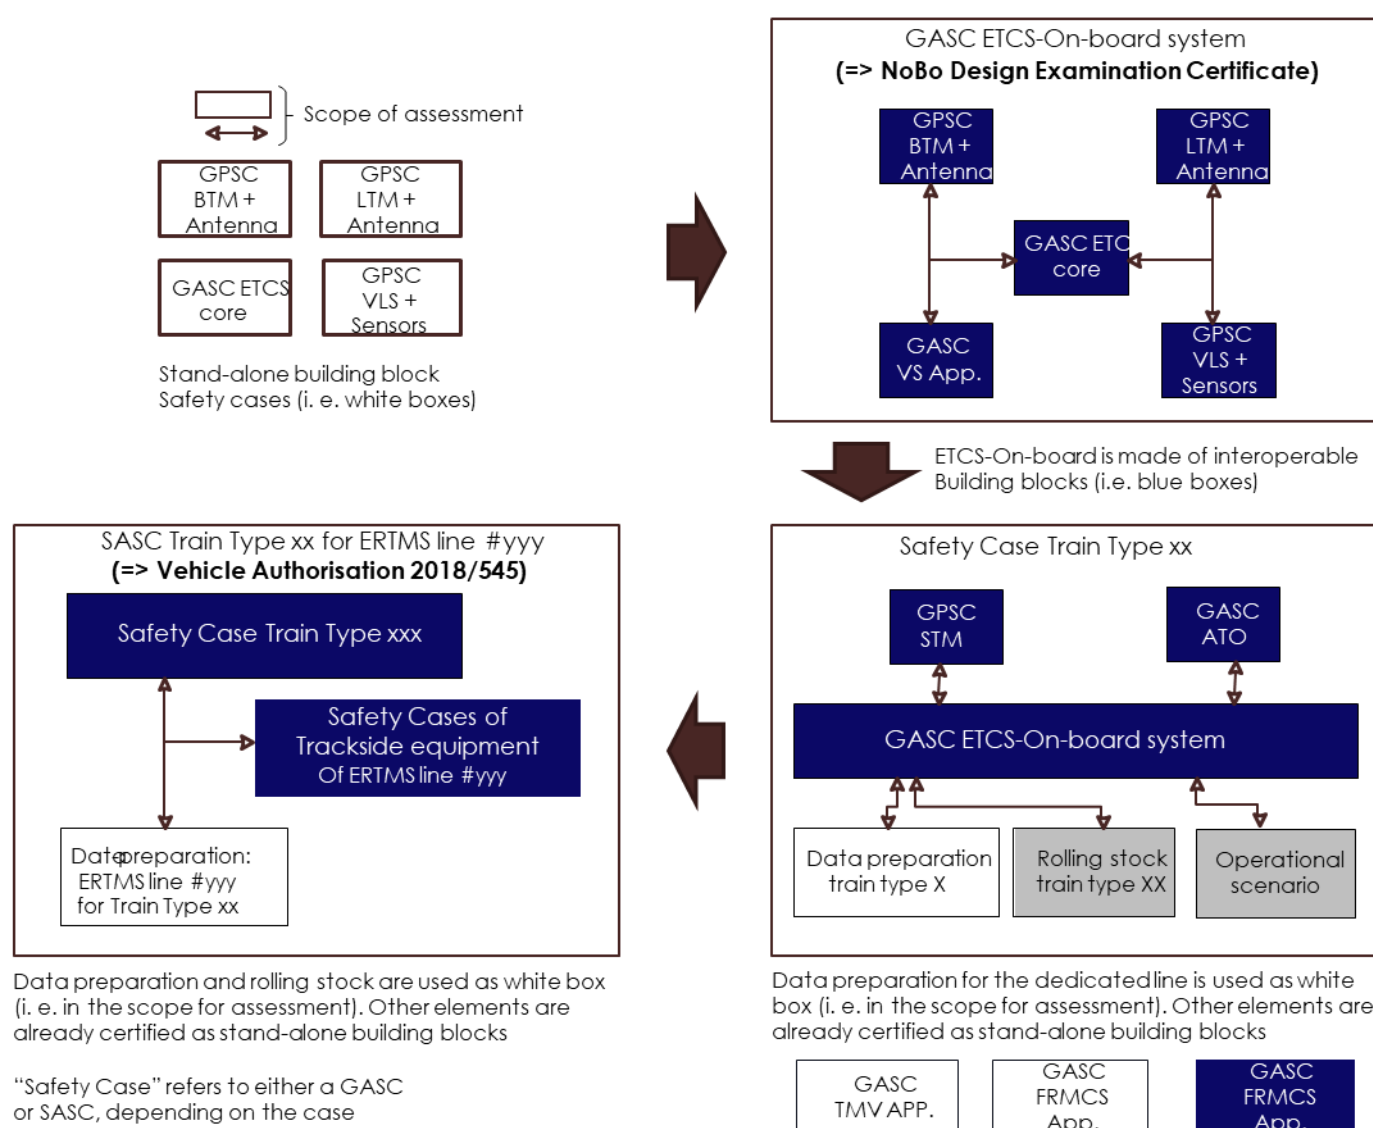 Scope of assessment
GPSC
BTM +
Antenna
GPSC
LTM +
Antenna
GASC ETCS
core
GPSC
VLS +
Sensors
Stand-alone building block
Safety cases (i. e. white boxes)
GASC ETCS-On-board system
(=> NoBo Design Examination Certificate)
GPSC
BTM +
Antenna
GPSC
LTM +
Antenna
GASC ETC
core
GASC
VS App.
GPSC
VLS +
Sensors
ETCS-On-board is made of interoperable
Building blocks (i.e. blue boxes)
SASC Train Type xx for ERTMS line #yyy
(=> Vehicle Authorisation 2018/545)
Safety Case Train Type xxx
Safety Cases of
Trackside equipment
Of ERTMS line #yyy
Data preparation:
ERTMS line #yyy
for Train Type xx
Data preparation and rolling stock are used as white box
(i. e. in the scope for assessment). Other elements are
already certified as stand-alone building blocks
"Safety Case" refers to either a GASC
or SASC, depending on the case
Safety Case Train Type xx
GPSC
STM
GASC
ATO
GASC ETCS-On-board system
Data preparation
train type X
Rolling stock
train type XX
Operational
scenario
Data preparation for the dedicated line is used as white
box (i. e. in the scope for assessment). Other elements are
already certified as stand-alone building blocks
GASC
TMV APP.
GASC
FRMCS
App.
GASC
FRMCS
App.